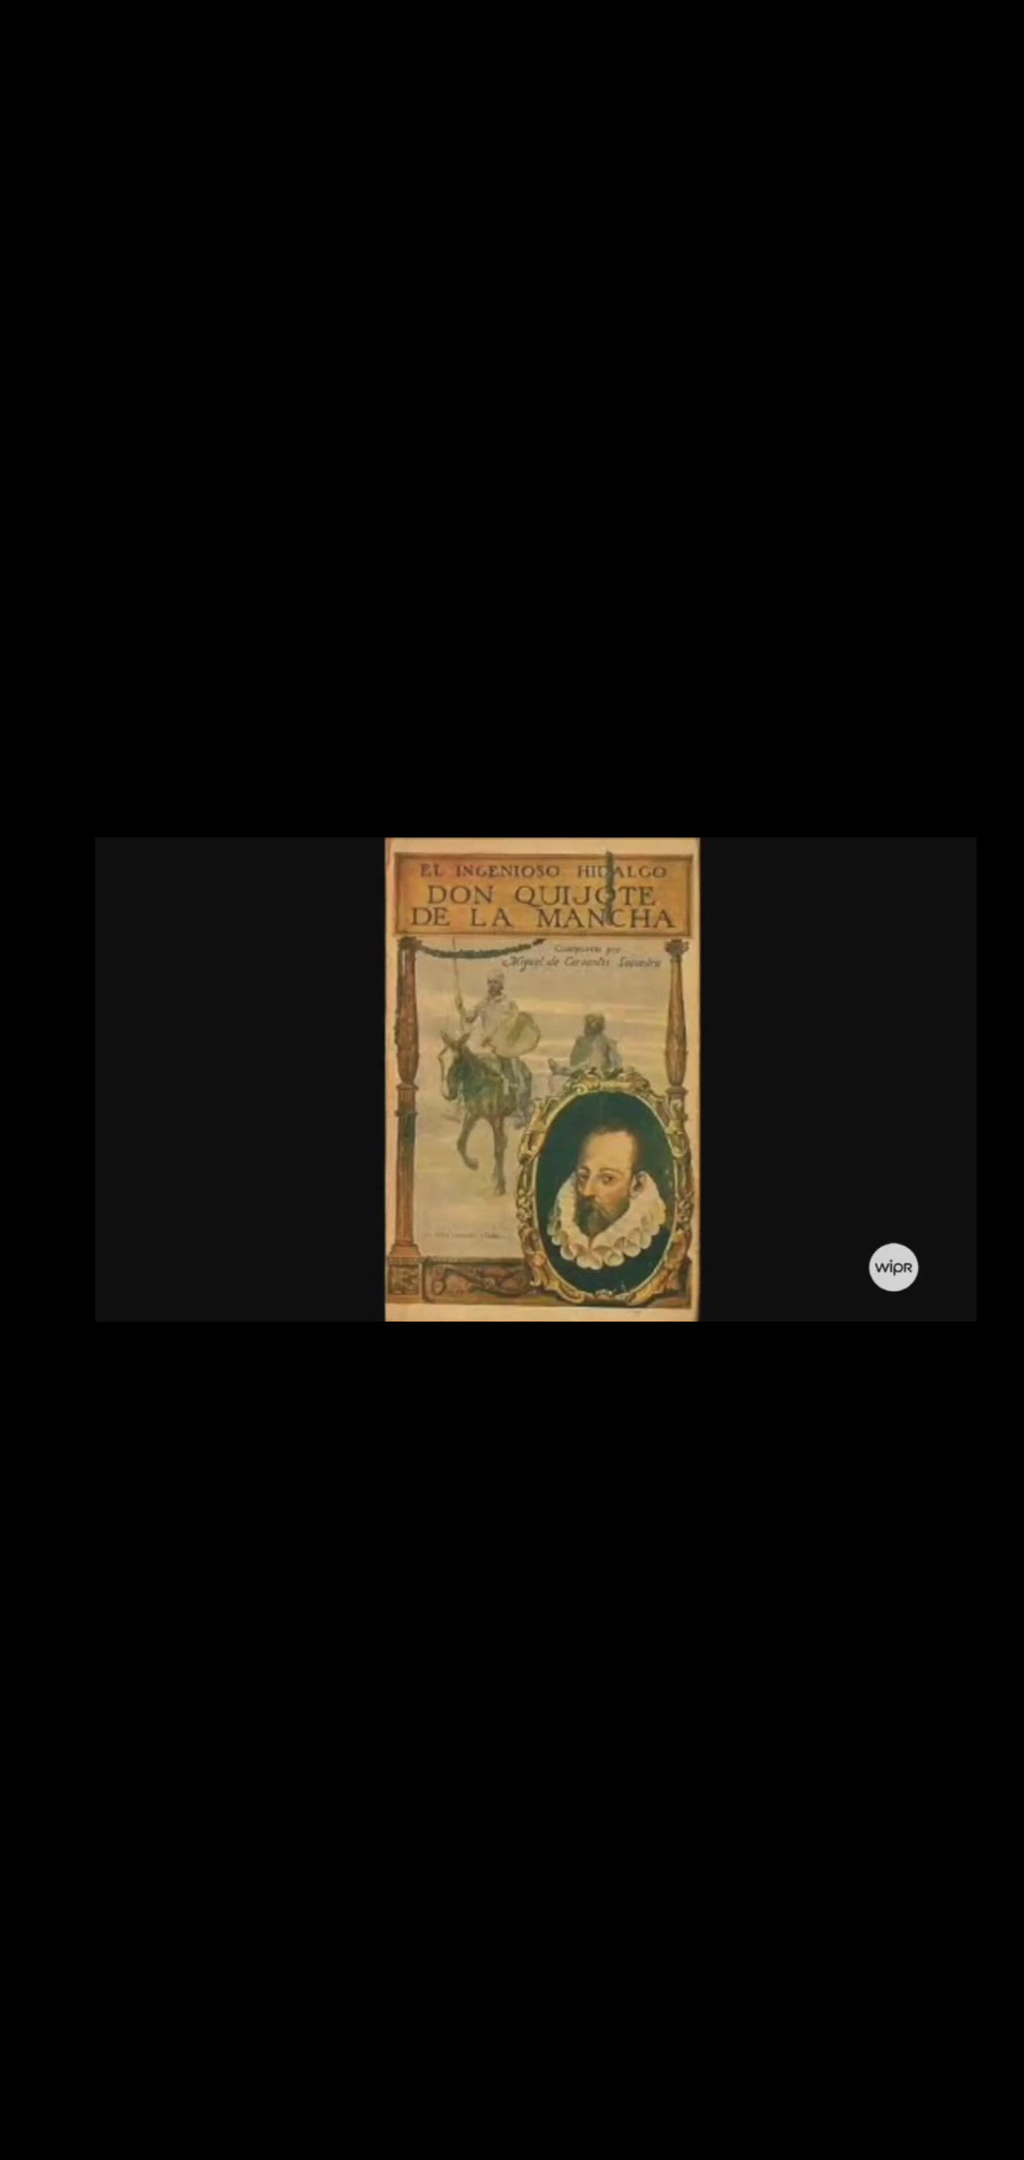 EL INGENIOSO HIDALGO
DON QUIJOTE
DE LA MANCHA
Compuesto por
Miguel de Cervantes Saavedra
wipr